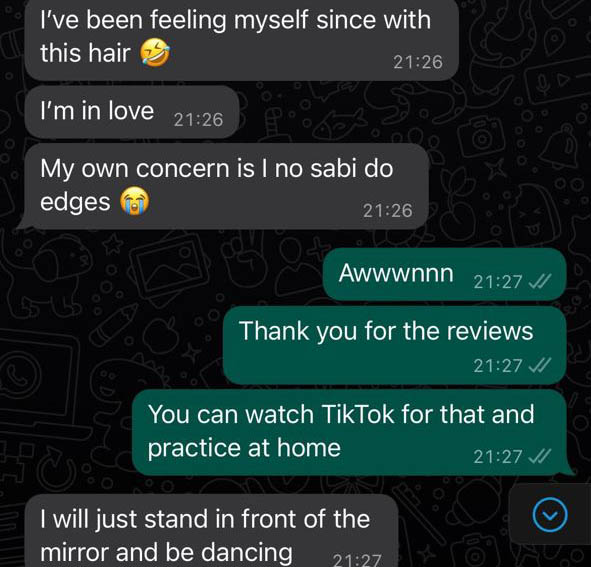 I've been feeling myself since with
this hair 🤣
21:26
I'm in love 21:26
My own concern is I no sabi do
edges 😭
21:26
Awwwnnn 21:27
Thank you for the reviews
21:27
You can watch TikTok for that and
practice at home 21:27
I will just stand in front of the
mirror and be dancing 21:27